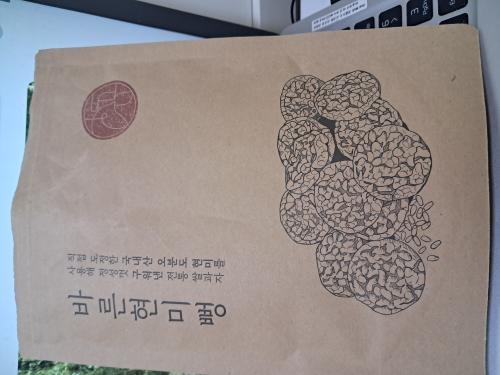 직접 도정한 국내산 오분도 현미를
사용해 정성껏 구워낸 전통 쌀과자
바른현미뻥